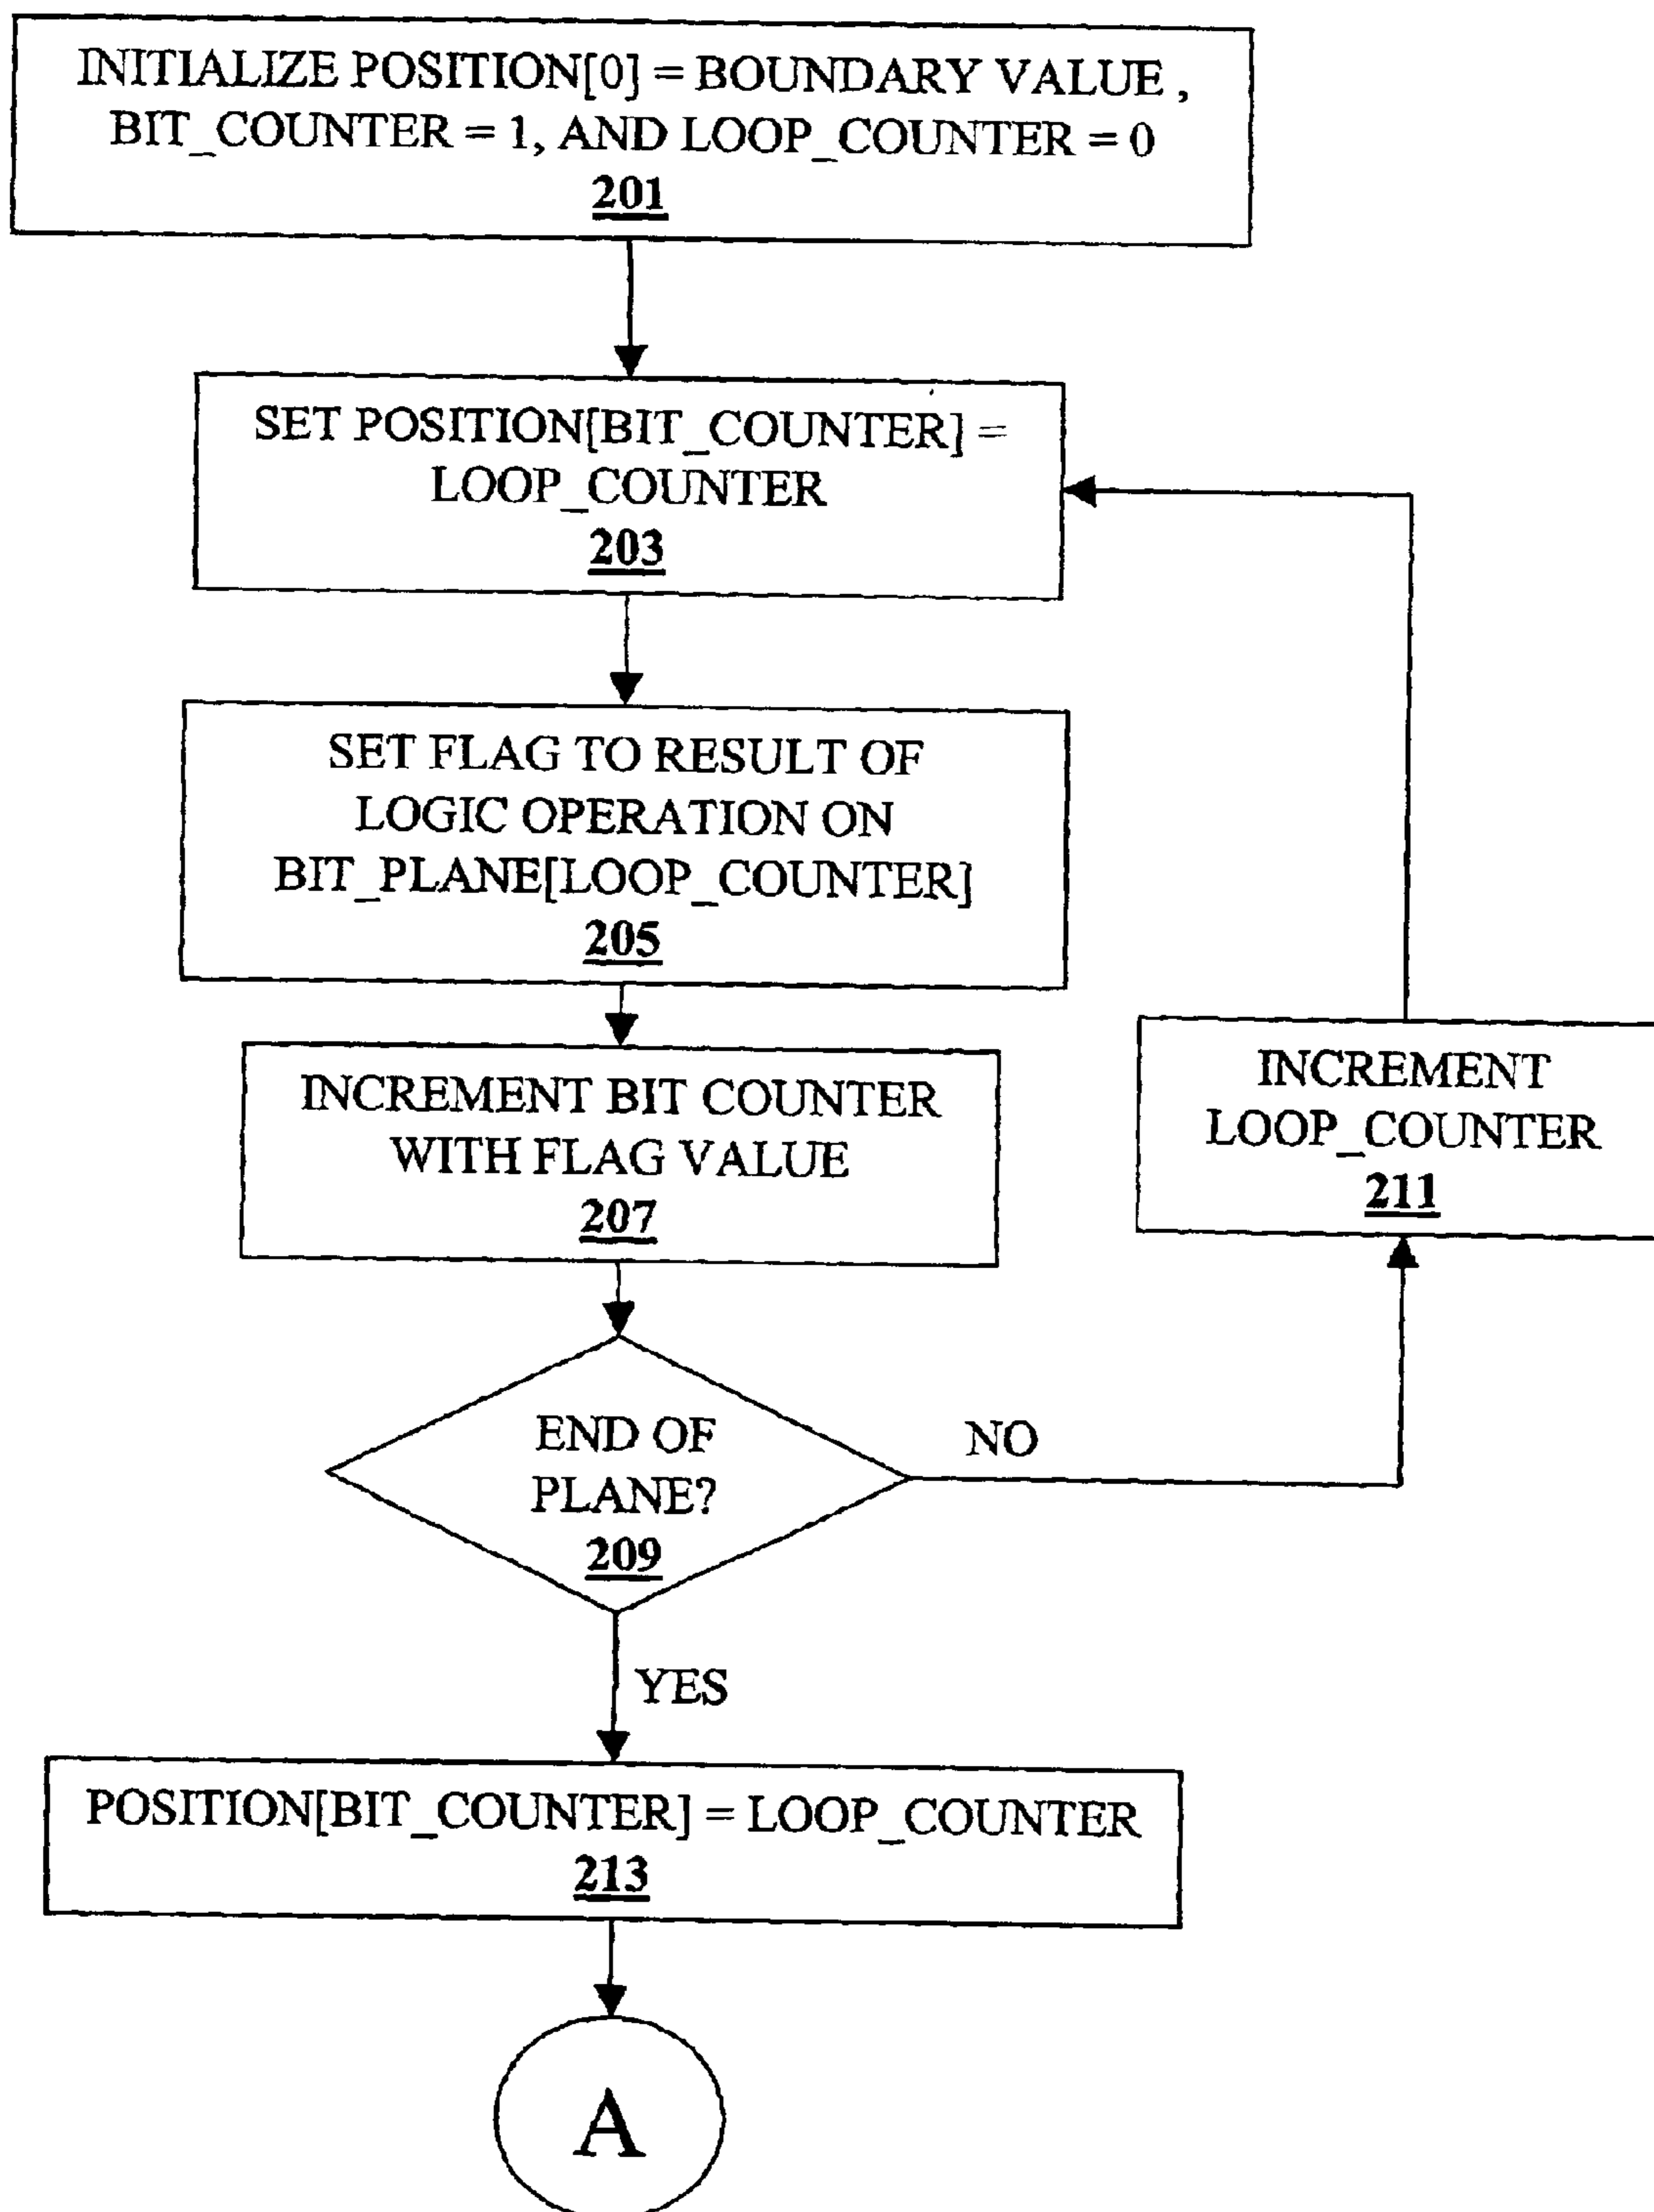 INITIALIZE POSITION[0] = BOUNDARY VALUE ,
BIT_COUNTER = 1, AND LOOP_COUNTER = 0
201
SET POSITION[BIT_COUNTER] =
LOOP_COUNTER
203
SET FLAG TO RESULT OF
LOGIC OPERATION ON
BIT_PLANE[LOOP_COUNTER]
205
INCREMENT BIT COUNTER
WITH FLAG VALUE
207
INCREMENT
LOOP_COUNTER
211
END OF
PLANE?
209
NO
YES
POSITION[BIT_COUNTER] = LOOP_COUNTER
213
A